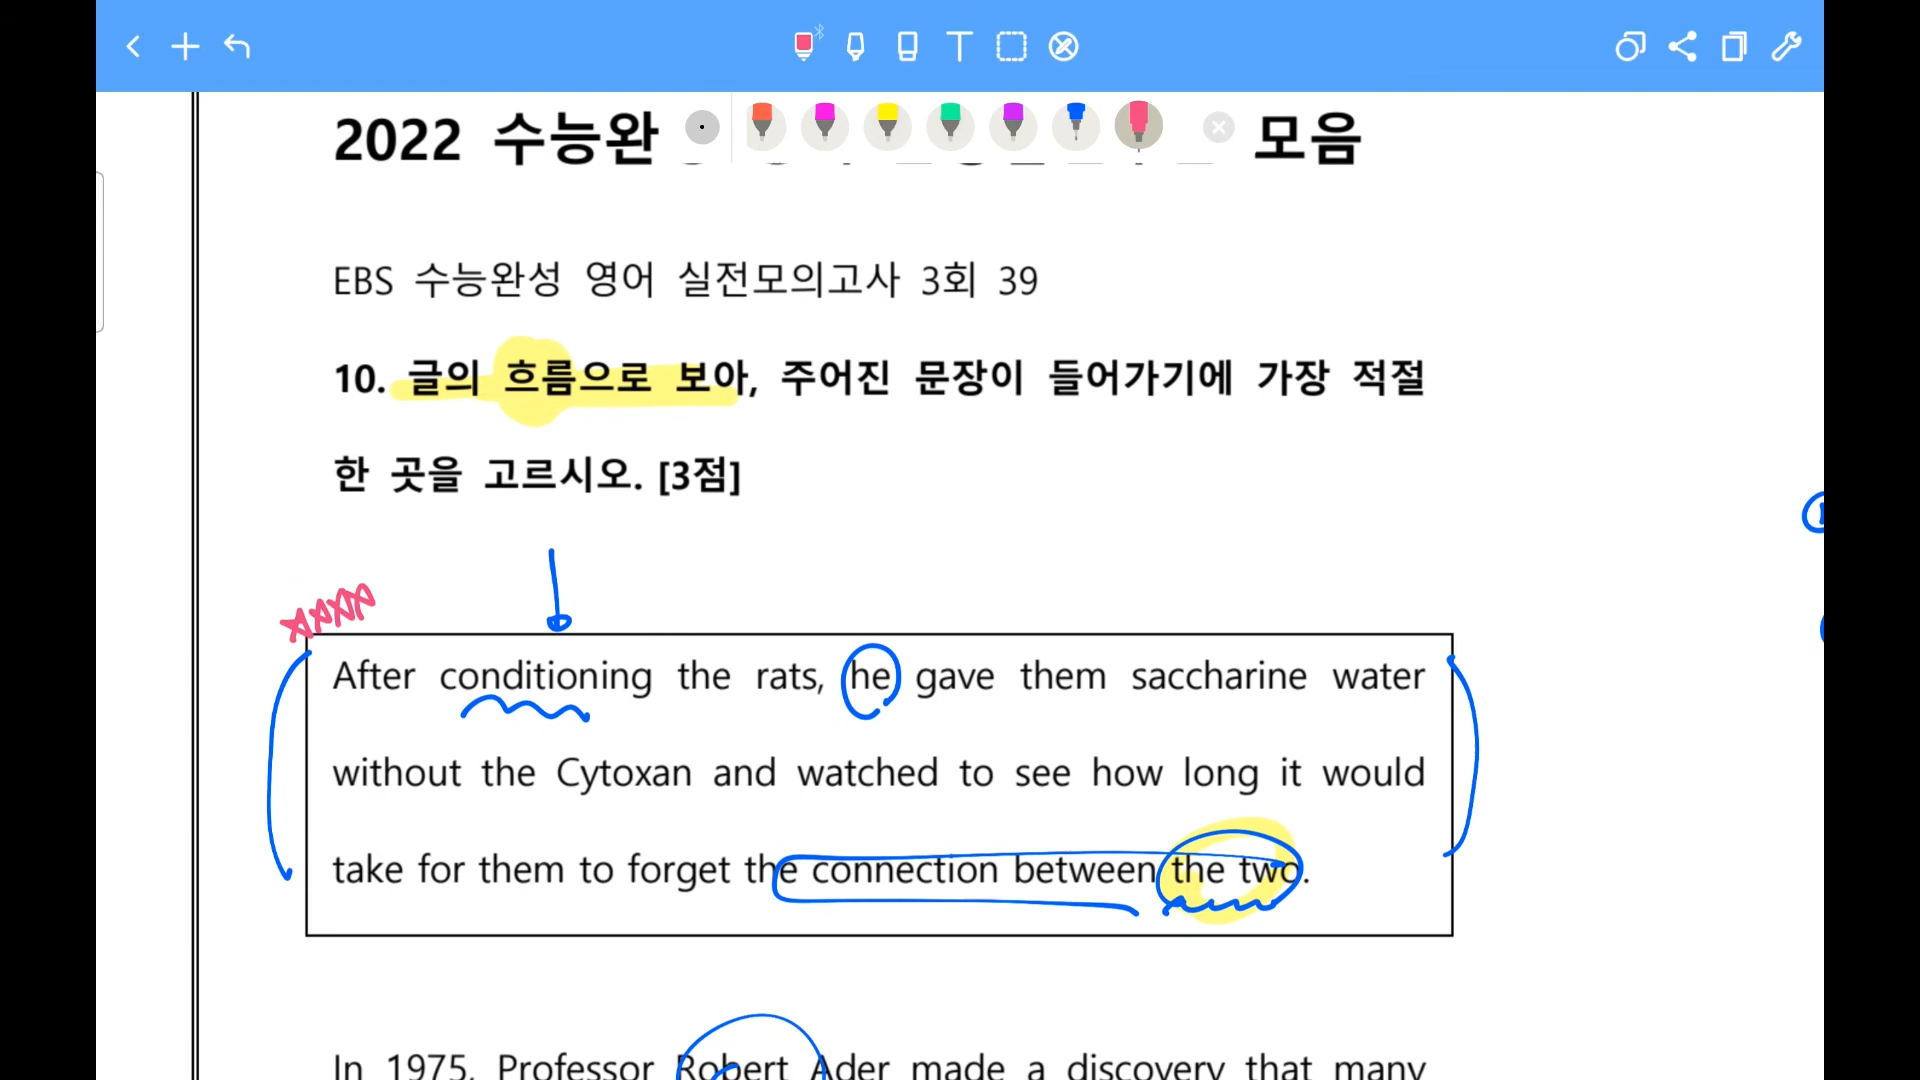 2022 수능완 모음
EBS 수능완성 영어 실전모의고사 3회 39
10. 글의 흐름으로 보아, 주어진 문장이 들어가기에 가장 적절
한 곳을 고르시오. [3점]
After conditioning the rats, he gave them saccharine water
without the Cytoxan and watched to see how long it would
take for them to forget the connection between the two.
In 1975, Professor Robert Ader made a discovery that many